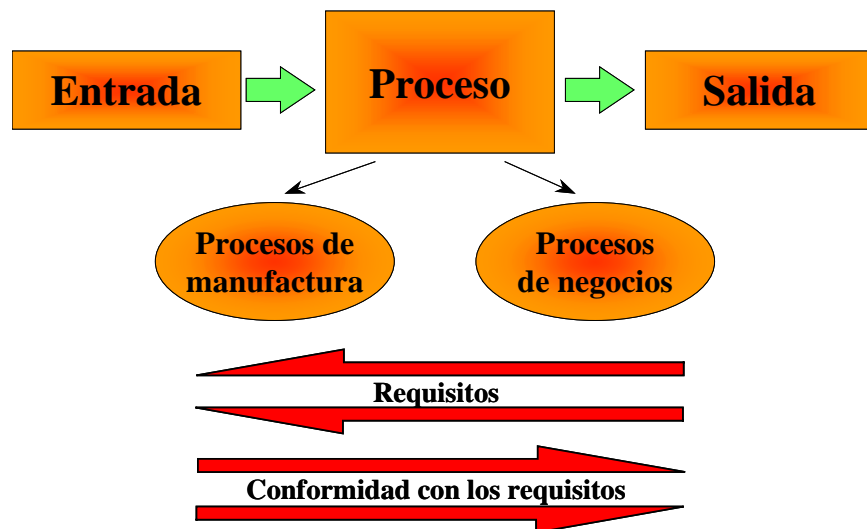 Entrada
Proceso
Salida
Procesos de
manufactura
Procesos
de negocios
Requisitos
Conformidad con los requisitos